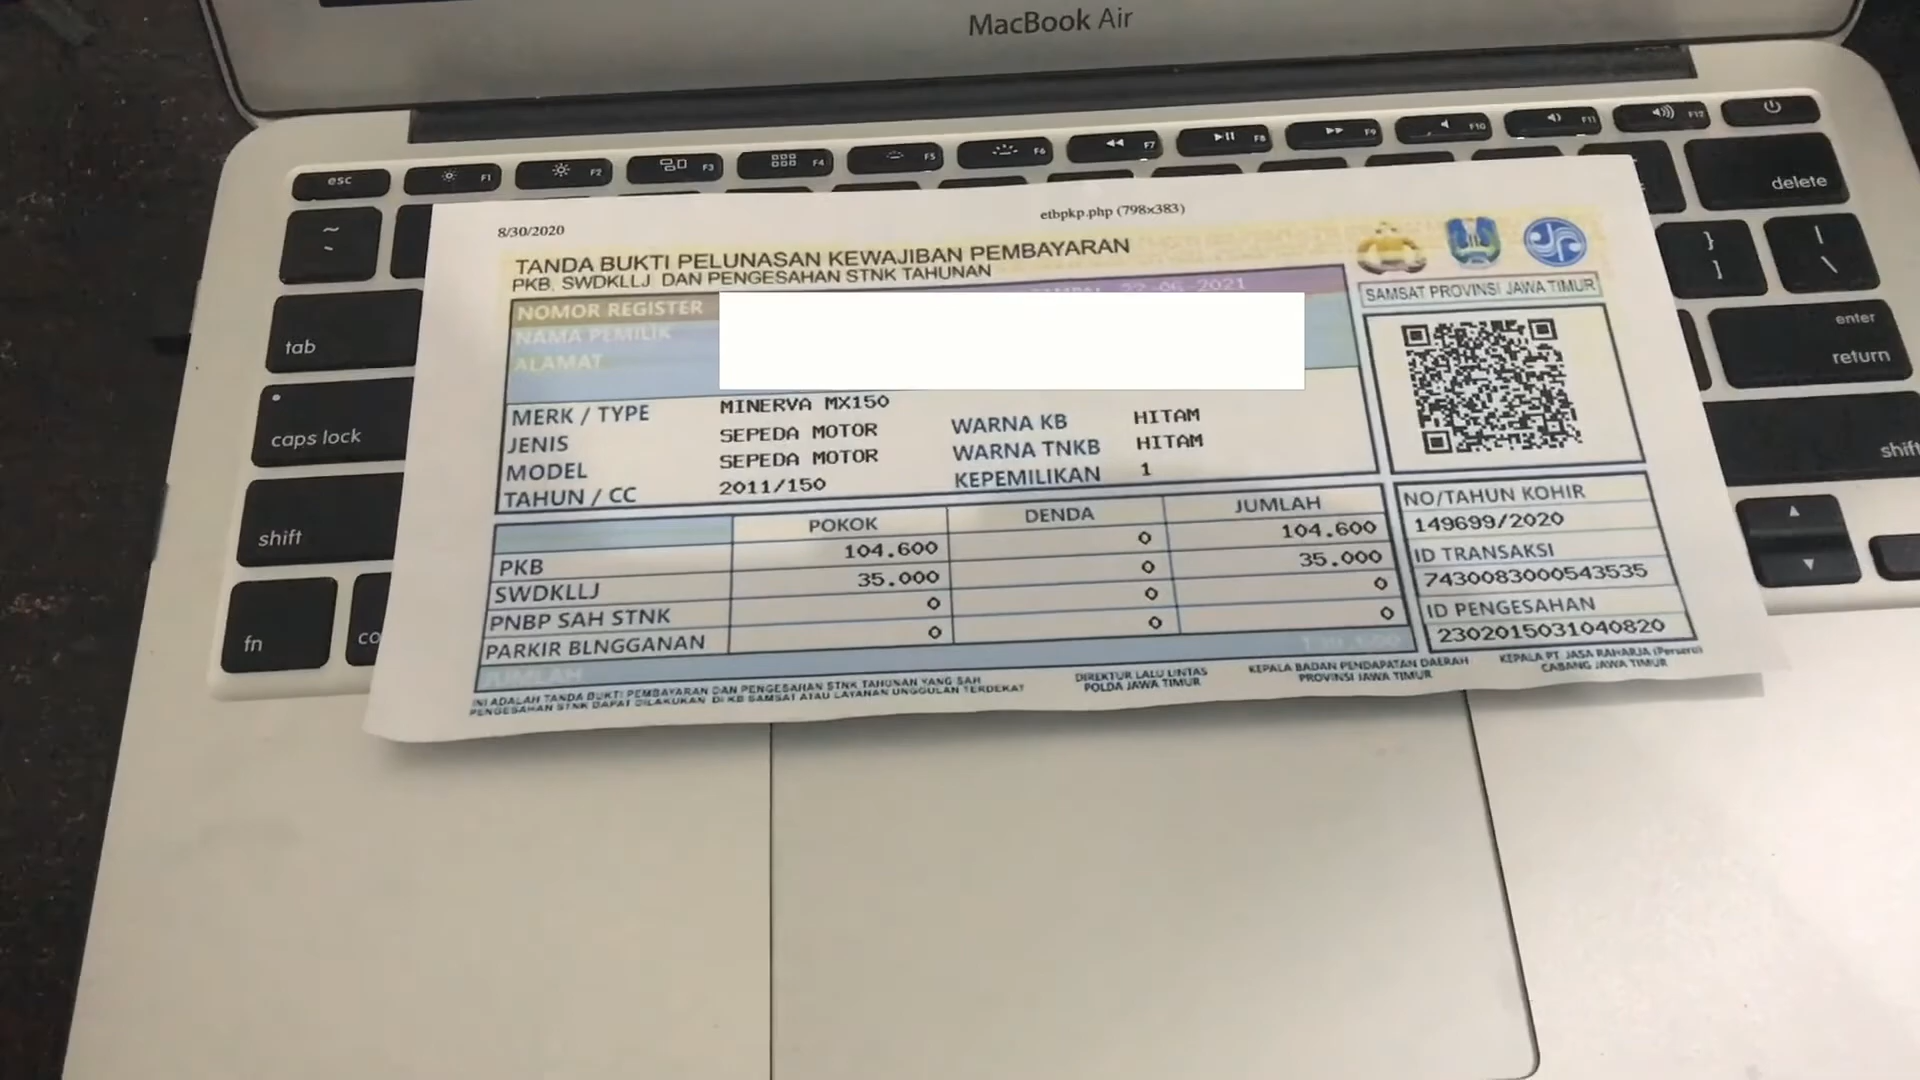 MacBook Air
esc F1 F2 F3 F4 F5 F6 F7 F8 F9 F10 F11 F12
~ ` delete
tab } ] | \
caps lock enter return
shift shift
fn co
8/30/2020 etbpkp.php (798x383)
TANDA BUKTI PELUNASAN KEWAJIBAN PEMBAYARAN
PKB, SWDKLLJ DAN PENGESAHAN STNK TAHUNAN
22-06-2021
NOMOR REGISTER
NAMA PEMILIK
ALAMAT
MERK / TYPE MINERVA MX150
JENIS SEPEDA MOTOR WARNA KB HITAM
MODEL SEPEDA MOTOR WARNA TNKB HITAM
TAHUN / CC 2011/150 KEPEMILIKAN 1
POKOK DENDA JUMLAH
PKB 104.600 0 104.600
SWDKLLJ 35.000 0 35.000
PNBP SAH STNK 0 0 0
PARKIR BLNGGANAN 0 0 0
JUMLAH
SAMSAT PROVINSI JAWA TIMUR
NO/TAHUN KOHIR
149699/2020
ID TRANSAKSI
7430083000543535
ID PENGESAHAN
2302015031040820
INI ADALAH TANDA BUKTI PEMBAYARAN DAN PENGESAHAN STNK TAHUNAN YANG SAH
PENGESAHAN STNK DAPAT DILAKUKAN DI KB SAMSAT ATAU LAYANAN UNGGULAN TERDEKAT
DIREKTUR LALU LINTAS
POLDA JAWA TIMUR
KEPALA BADAN PENDAPATAN DAERAH
PROVINSI JAWA TIMUR
KEPALA PT. JASA RAHARJA (Persero)
CABANG JAWA TIMUR